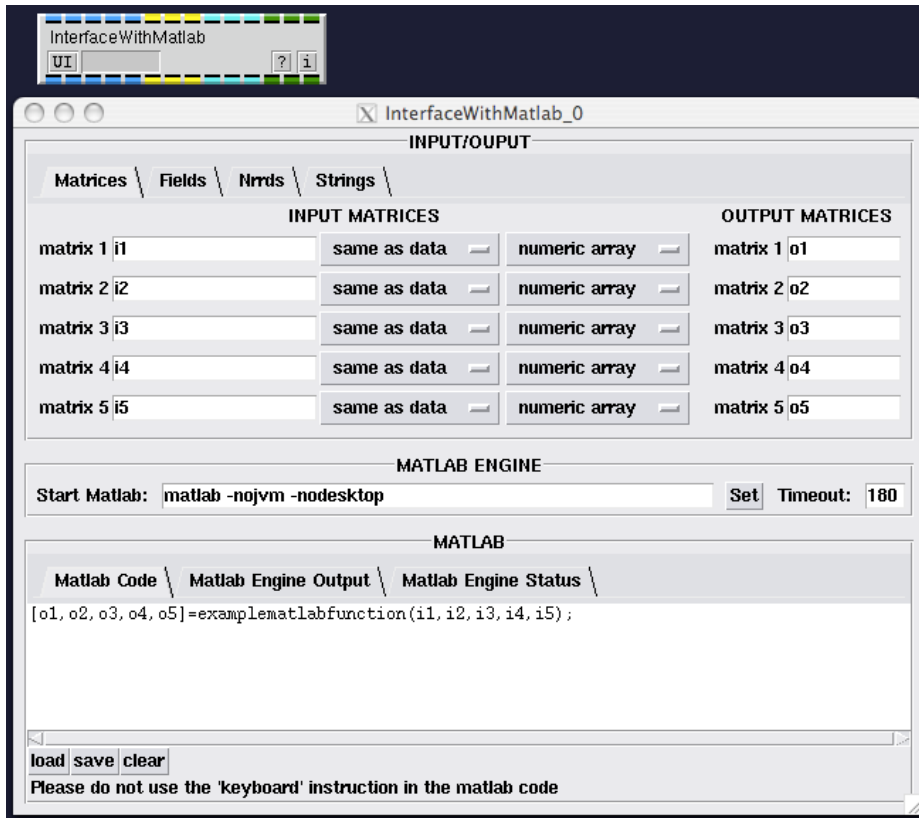 InterfaceWithMatlab
UI ? i
X InterfaceWithMatlab_0
INPUT/OUPUT
Matrices Fields Nrrds Strings
INPUT MATRICES OUTPUT MATRICES
matrix 1 i1 same as data numeric array matrix 1 o1
matrix 2 i2 same as data numeric array matrix 2 o2
matrix 3 i3 same as data numeric array matrix 3 o3
matrix 4 i4 same as data numeric array matrix 4 o4
matrix 5 i5 same as data numeric array matrix 5 o5
MATLAB ENGINE
Start Matlab: matlab -nojvm -nodesktop Set Timeout: 180
MATLAB
Matlab Code Matlab Engine Output Matlab Engine Status
[o1,o2,o3,o4,o5]=examplematlabfunction(i1,i2,i3,i4,i5);
load save clear
Please do not use the 'keyboard' instruction in the matlab code